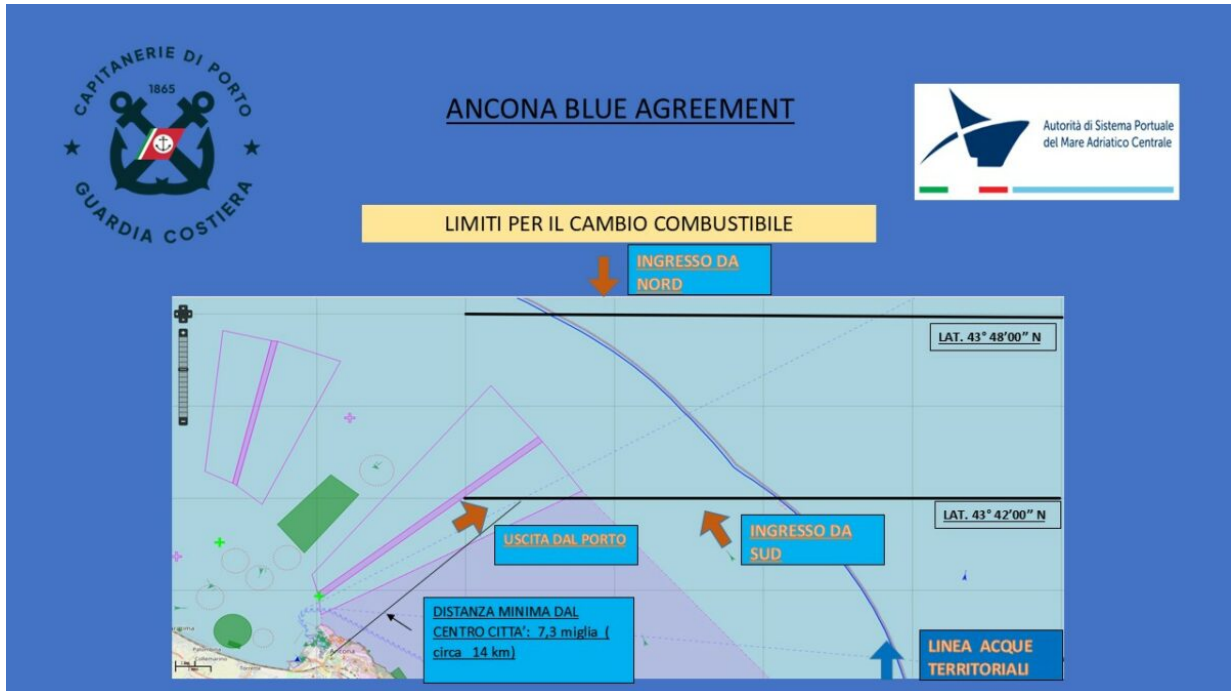 CAPITANERIE DI PORTO
1865
GUARDIA COSTIERA
ANCONA BLUE AGREEMENT
Autorità di Sistema Portuale
del Mare Adriatico Centrale
LIMITI PER IL CAMBIO COMBUSTIBILE
INGRESSO DA
NORD
LAT. 43° 48’00” N
LAT. 43° 42’00” N
USCITA DAL PORTO
INGRESSO DA
SUD
DISTANZA MINIMA DAL
CENTRO CITTA’: 7,3 miglia (
circa 14 km)
Ancona
LINEA ACQUE
TERRITORIALI